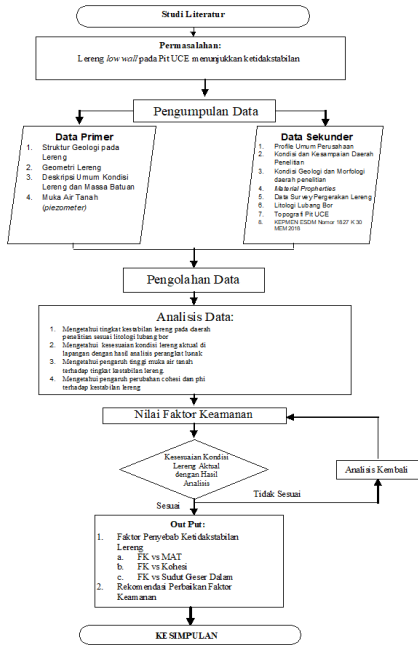 Studi Literatur
Permasalahan:
Lereng low wall pada Pit UCE menunjukkan ketidakstabilan
Pengumpulan Data
Data Primer
1. Struktur Geologi pada
Lereng
2. Geometri Lereng
3. Deskripsi Umum Kondisi
Lereng dan Massa Batuan
4. Muka Air Tanah
(piezometer)
Data Sekunder
1. Profile Umum Perusahaan
2. Kondisi dan Kesampaian Daerah
Penelitian
3. Kondisi Geologi dan Morfologi
daerah penelitian
4. Material Propherties
5. Data Survey Pergerakan Lereng
6. Litologi Lubang Bor
7. Topografi Pit UCE
8. KEPMEN ESDM Nomor 1827 K 30
MEM 2018
Pengolahan Data
Analisis Data:
1. Mengetahui tingkat kestabilan lereng pada daerah
penelitian sesuai litologi lubang bor
2. Mengetahui kesesuaian kondisi lereng aktual di
lapangan dengan hasil analisis perangkat lunak
3. Mengetahui pengaruh tinggi muka air tanah
terhadap tingkat kestabilan lereng.
4. Mengetahui pengaruh perubahan cohesi dan phi
terhadap kestabilan lereng
Nilai Faktor Keamanan
Kesesuaian Kondisi
Lereng Aktual
dengan Hasil
Analisis
Analisis Kembali
Tidak Sesuai
Sesuai
Out Put:
1. Faktor Penyebab Ketidakstabilan
Lereng
a. FK vs MAT
b. FK vs Kohesi
c. FK vs Sudut Geser Dalam
2. Rekomendasi Perbaikan Faktor
Keamanan
KESIMPULAN